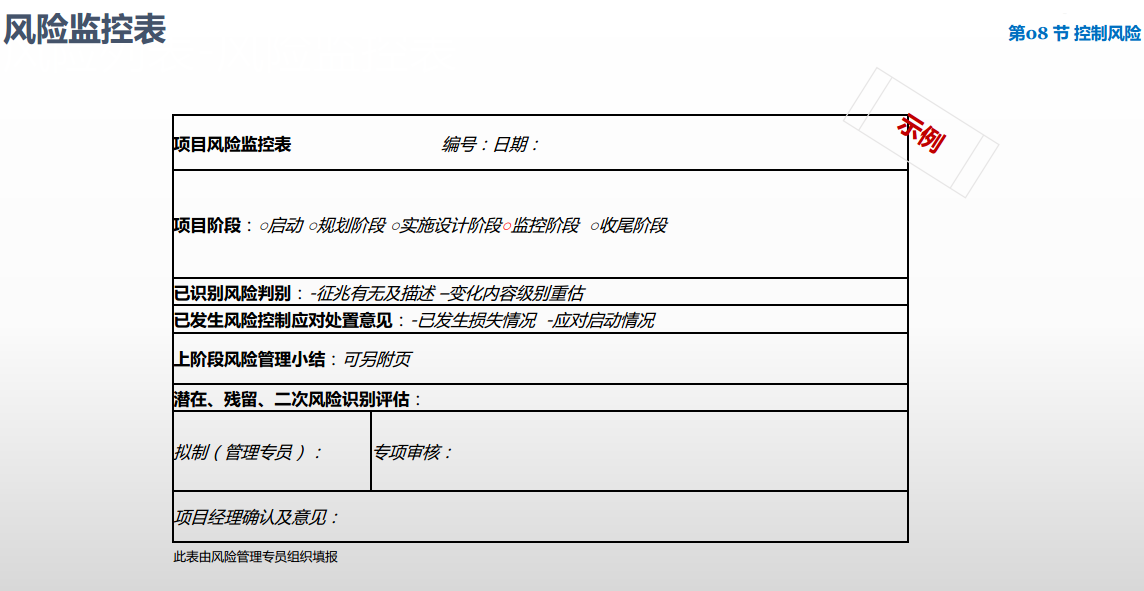 风险监控表
第08 节 控制风险
示例
项目风险监控表 编号：日期：
项目阶段：○启动 ○规划阶段 ○实施设计阶段○监控阶段 ○收尾阶段
已识别风险判别：-征兆有无及描述 –变化内容级别重估
已发生风险控制应对处置意见：-已发生损失情况 -应对启动情况
上阶段风险管理小结：可另附页
潜在、残留、二次风险识别评估：
拟制（管理专员）： 专项审核：
项目经理确认及意见：
此表由风险管理专员组织填报